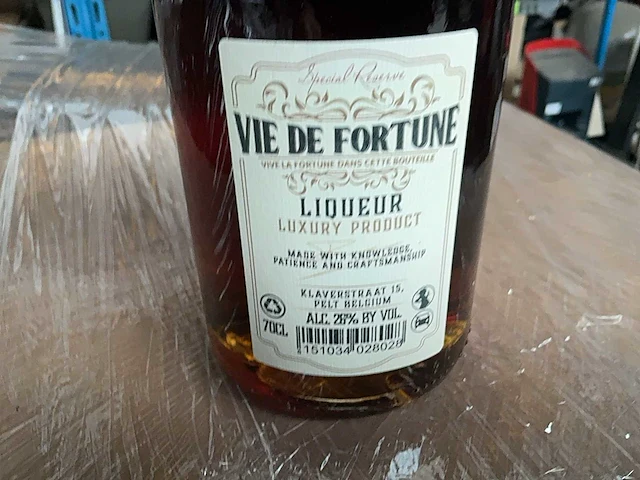 Special Reserve
VIE DE FORTUNE
VIVE LA FORTUNE DANS CETTE BOUTEILLE
LIQUEUR
LUXURY PRODUCT
MADE WITH KNOWLEDGE,
PATIENCE AND CRAFTSMANSHIP
KLAVERSTRAAT 15,
PELT BELGIUM
70CL
ALC. 26% BY VOL.
151034 028028